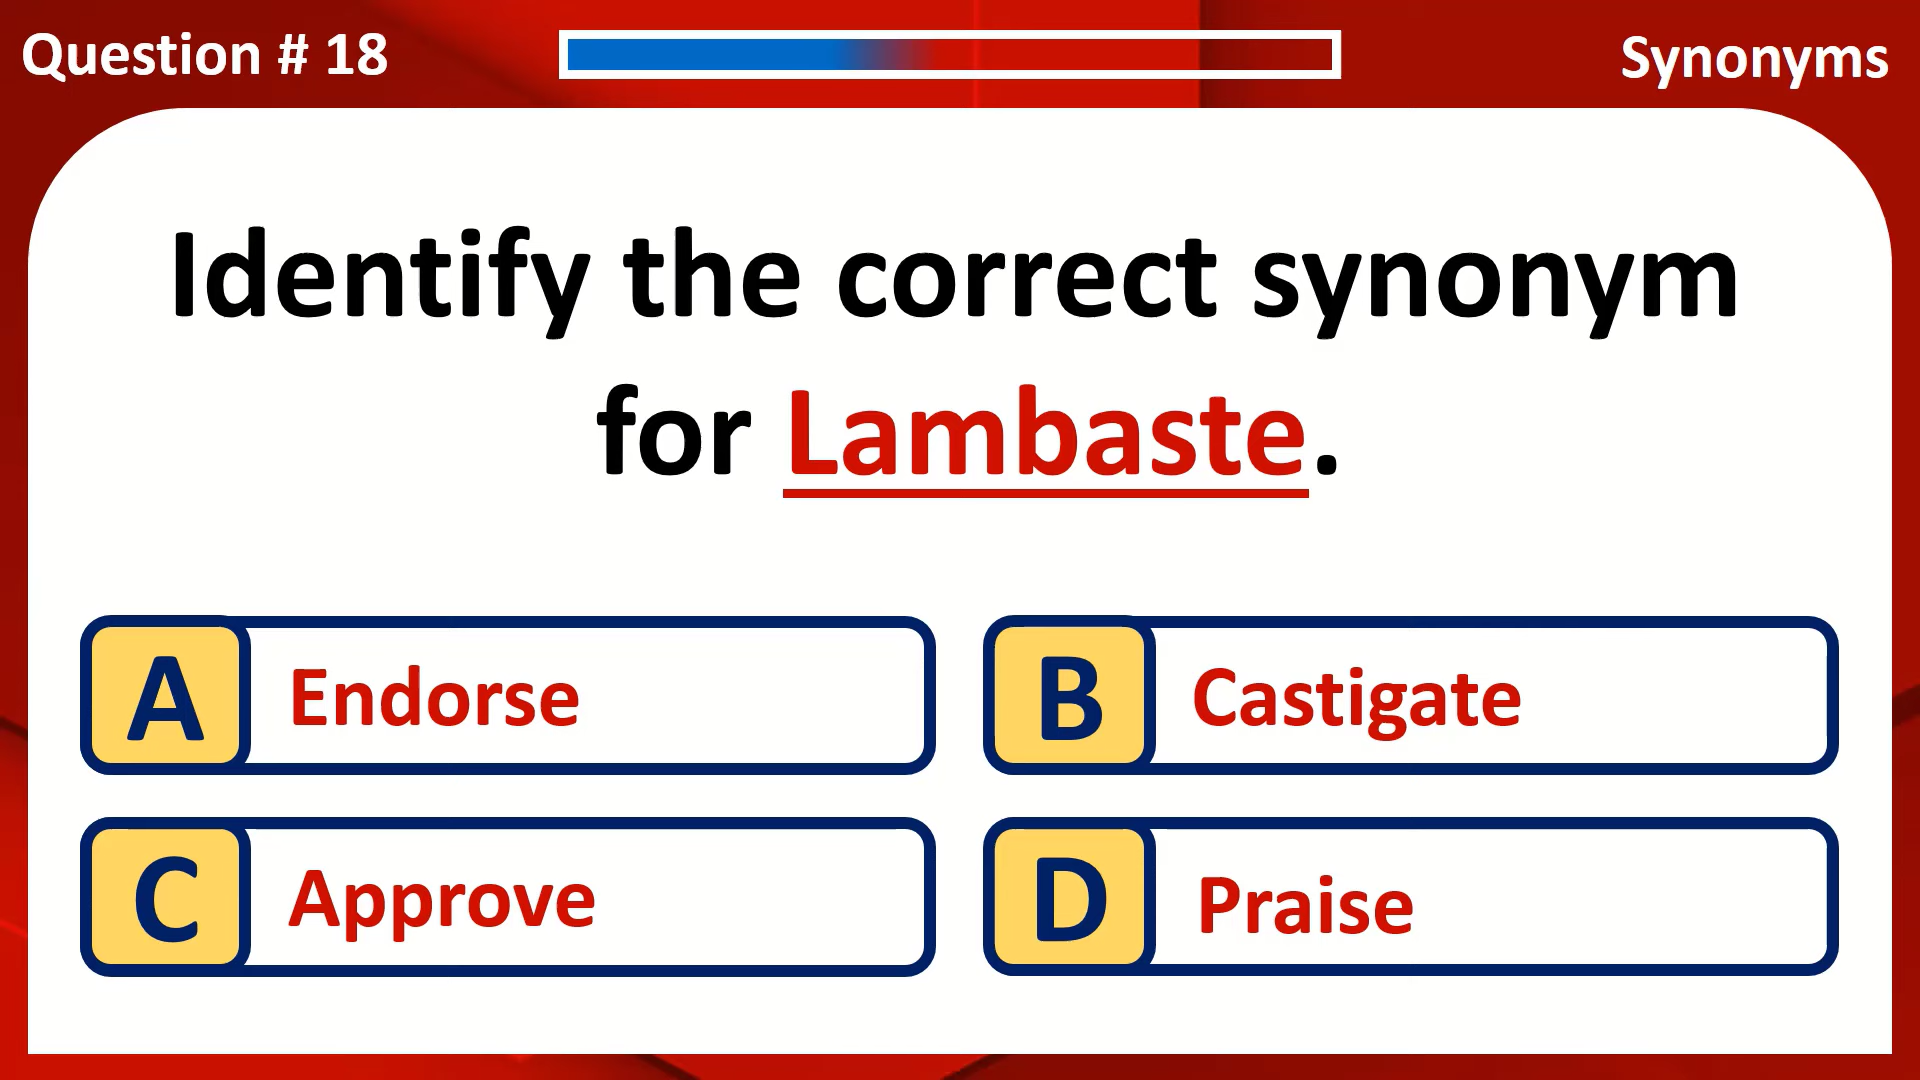 Question # 18
Synonyms
Identify the correct synonym
for Lambaste.
A Endorse
B Castigate
C Approve
D Praise